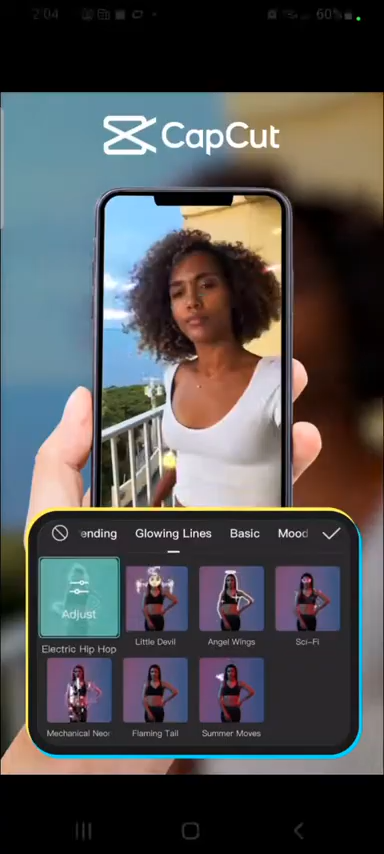 2:04
60%
CapCut
ending
Glowing Lines
Basic
Mood
Adjust
Electric Hip Hop
Little Devil
Angel Wings
Sci-Fi
Mechanical Neo
Flaming Tail
Summer Moves